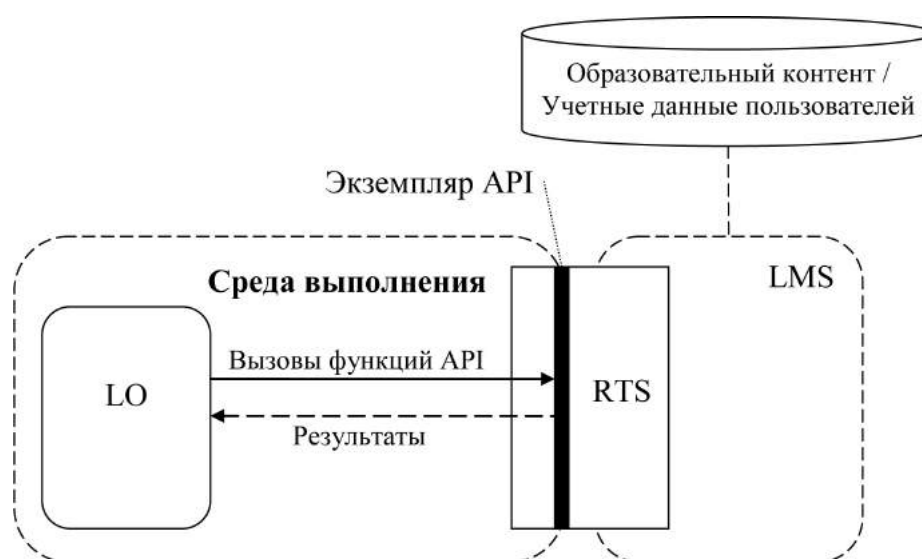 Образовательный контент /
Учетные данные пользователей
Экземпляр API
Среда выполнения
LMS
Вызовы функций API
LO
RTS
Результаты